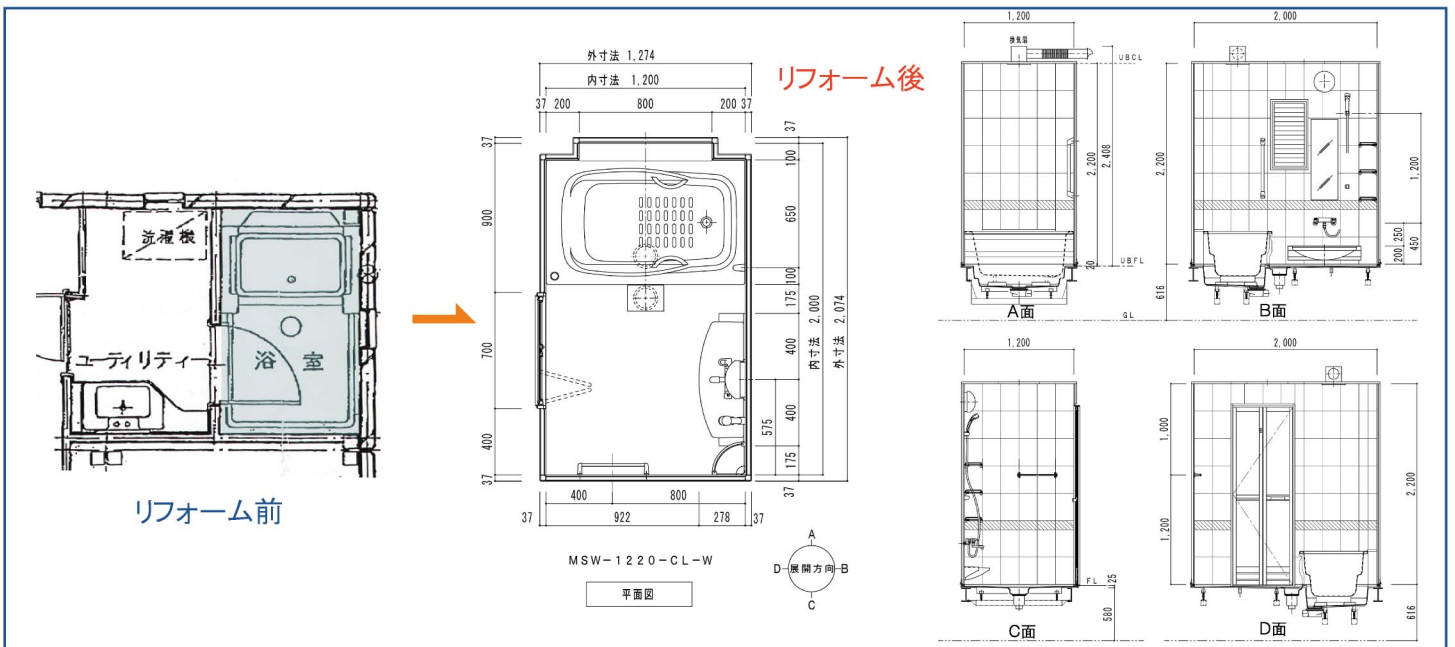 洗濯機
ユーティリティー
浴室
リフォーム前
リフォーム後
外寸法 1,274
内寸法 1,200
37 200 800 200 37
37
900
700
400
37
37
100
650
100
175
400
400
175
37
内寸法 2,000
外寸法 2,074
575
400 800
37 922 278 37
MSW-1220-CL-W
平面図
A
D 展開方向 B
C
1,200
換気扇
UBCL
2,200
2,408
20
UBFL
A面
GL
2,000
2,200
616
1,200
250
200
450
B面
1,200
FL
25
580
C面
2,000
1,000
1,200
2,200
616
D面